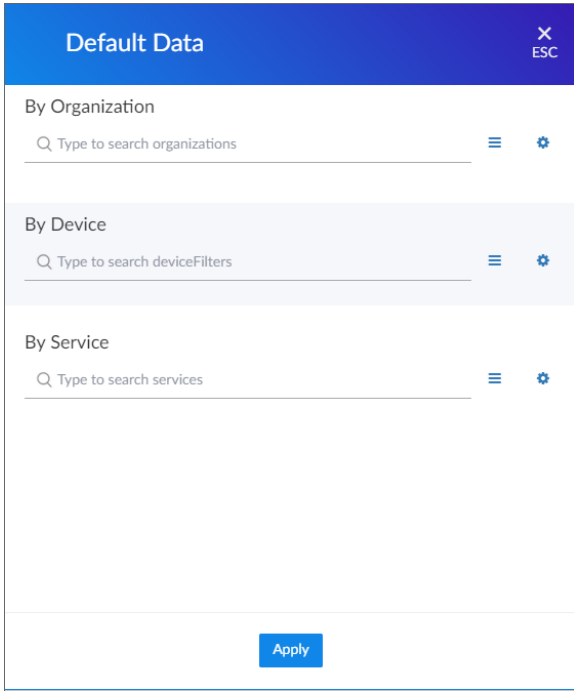 Default Data
ESC
By Organization
Type to search organizations
By Device
Type to search deviceFilters
By Service
Type to search services
Apply